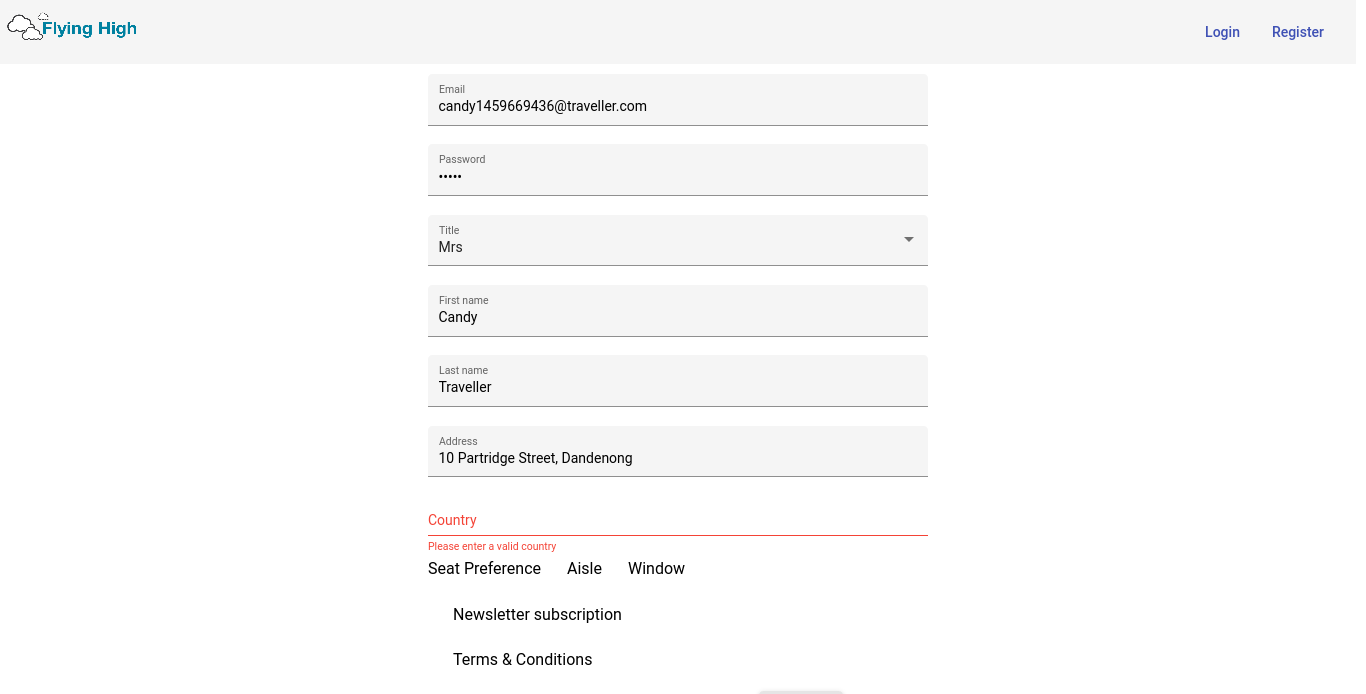 Flying High
Login Register
Email
candy1459669436@traveller.com
Password
•••••
Title
Mrs
First name
Candy
Last name
Traveller
Address
10 Partridge Street, Dandenong
Country
Please enter a valid country
Seat Preference Aisle Window
Newsletter subscription
Terms & Conditions